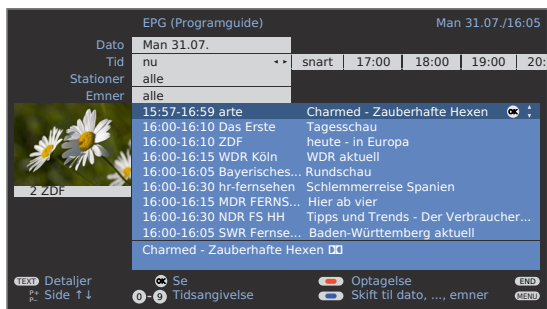 EPG (Programguide) Man 31.07./16:05
Dato Man 31.07.
Tid nu snart 17:00 18:00 19:00 20:
Stationer alle
Emner alle
15:57-16:59 arte Charmed - Zauberhafte Hexen OK
16:00-16:10 Das Erste Tagesschau
16:00-16:10 ZDF heute - in Europa
16:00-16:15 WDR Köln WDR aktuell
16:00-16:05 Bayerisches... Rundschau
16:00-16:30 hr-fernsehen Schlemmerreise Spanien
16:00-16:15 MDR FERNS... Hier ab vier
16:00-16:30 NDR FS HH Tipps und Trends - Der Verbraucher...
16:00-16:05 SWR Fernse... Baden-Württemberg aktuell
2 ZDF
Charmed - Zauberhafte Hexen
TEXT Detaljer OK Se Optagelse END
P+ P- Side ↑↓ 0-9 Tidsangivelse Skift til dato, ..., emner MENU